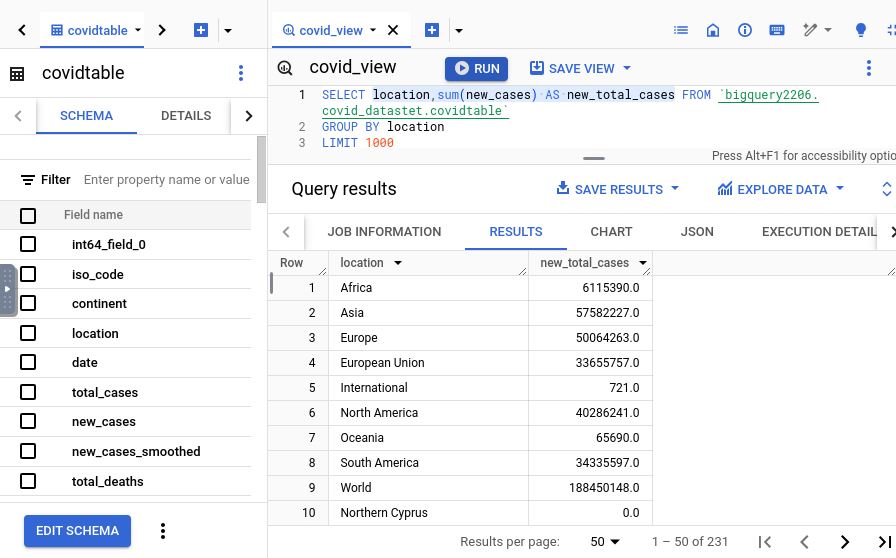 covidtable
covidtable
SCHEMA DETAILS
Filter Enter property name or value
Field name
int64_field_0
iso_code
continent
location
date
total_cases
new_cases
new_cases_smoothed
total_deaths
EDIT SCHEMA
covid_view
covid_view RUN SAVE VIEW
1 SELECT location,sum(new_cases) AS new_total_cases FROM `bigquery2206.
covid_datastet.covidtable`
2 GROUP BY location
3 LIMIT 1000
Press Alt+F1 for accessibility optio
Query results SAVE RESULTS EXPLORE DATA
JOB INFORMATION RESULTS CHART JSON EXECUTION DETAIL
Row location new_total_cases
1 Africa 6115390.0
2 Asia 57582227.0
3 Europe 50064263.0
4 European Union 33655757.0
5 International 721.0
6 North America 40286241.0
7 Oceania 65690.0
8 South America 34335597.0
9 World 188450148.0
10 Northern Cyprus 0.0
Results per page: 50 1 – 50 of 231